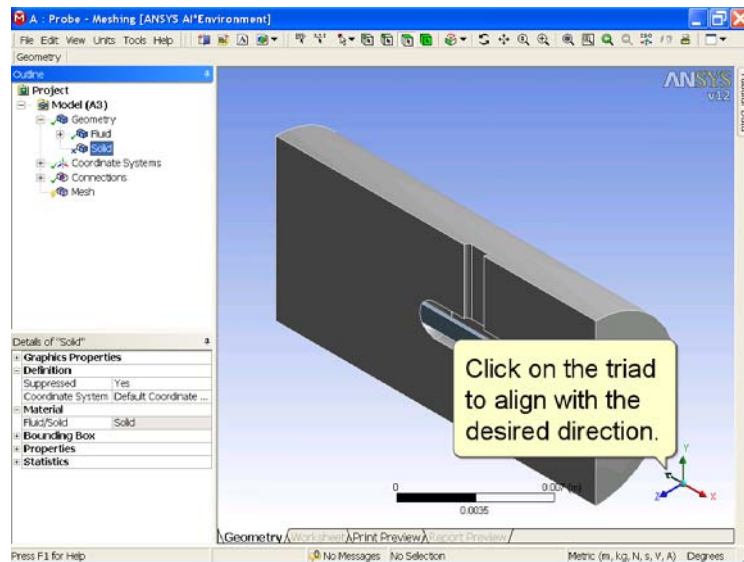 A : Probe - Meshing [ANSYS AI*Environment]
File Edit View Units Tools Help
Geometry
Outline
Project
Model (A3)
Geometry
Fluid
Solid
Coordinate Systems
Connections
Mesh
ANSYS
v12
Details of "Solid"
Graphics Properties
Definition
Suppressed Yes
Coordinate System Default Coordinate ...
Material
Fluid/Solid Solid
Bounding Box
Properties
Statistics
Click on the triad
to align with the
desired direction.
Y
Z X
0 0.007 (m)
0.0035
Geometry Worksheet Print Preview Report Preview
Press F1 for Help No Messages No Selection Metric (m, kg, N, s, V, A) Degrees